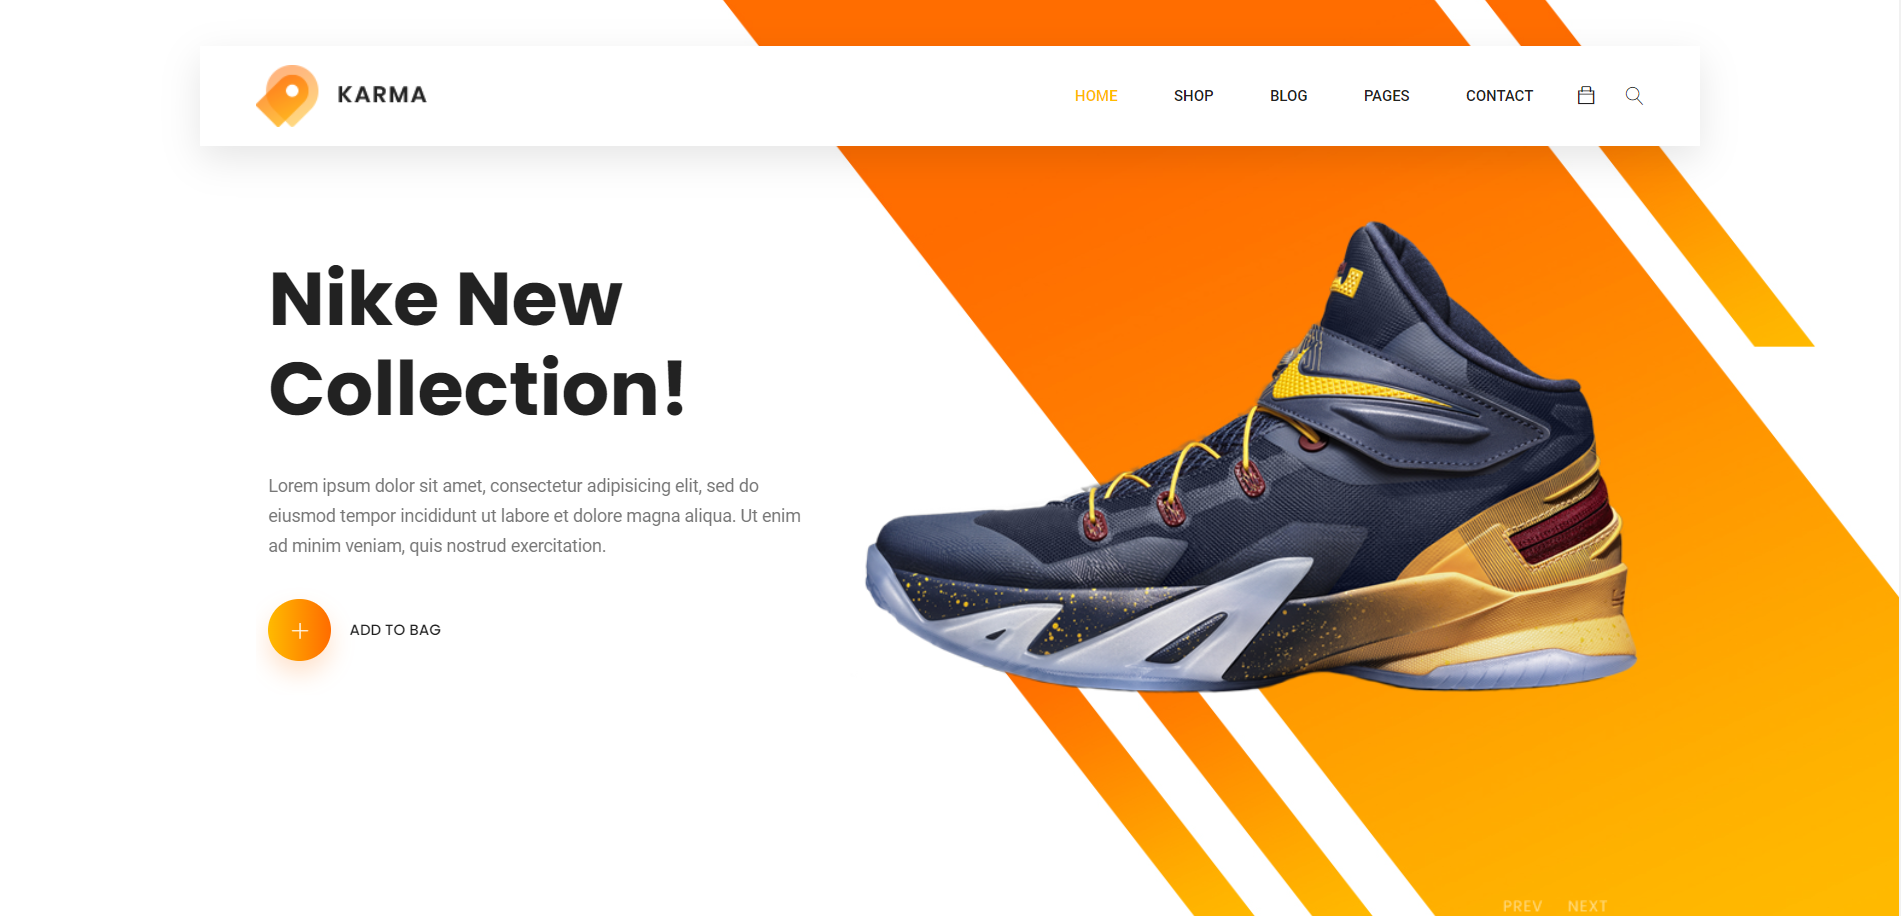 KARMA
HOME SHOP BLOG PAGES CONTACT
Nike New
Collection!
Lorem ipsum dolor sit amet, consectetur adipisicing elit, sed do
eiusmod tempor incididunt ut labore et dolore magna aliqua. Ut enim
ad minim veniam, quis nostrud exercitation.
ADD TO BAG
PREV NEXT